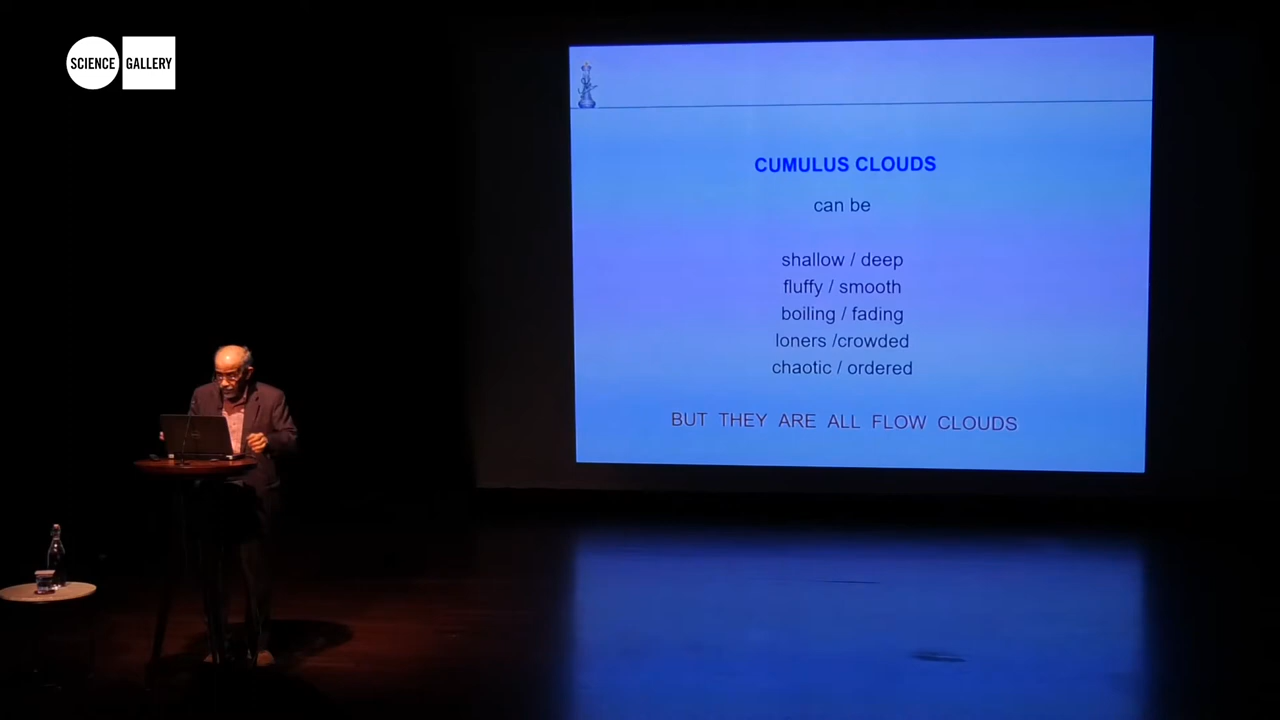 SCIENCE GALLERY
CUMULUS CLOUDS
can be
shallow / deep
fluffy / smooth
boiling / fading
loners /crowded
chaotic / ordered
BUT THEY ARE ALL FLOW CLOUDS